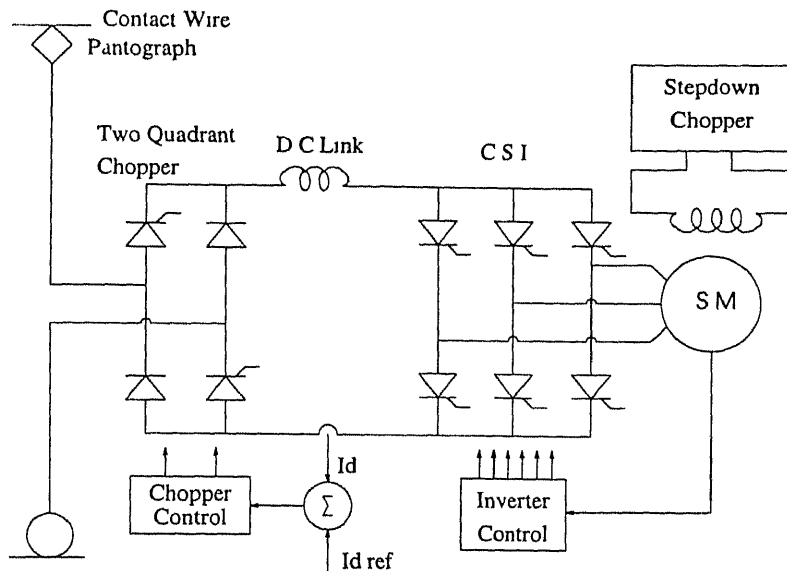 Contact Wire
Pantograph
Two Quadrant
Chopper
D C Link
C S I
Stepdown
Chopper
S M
Id
Chopper
Control
Σ
Inverter
Control
Id ref